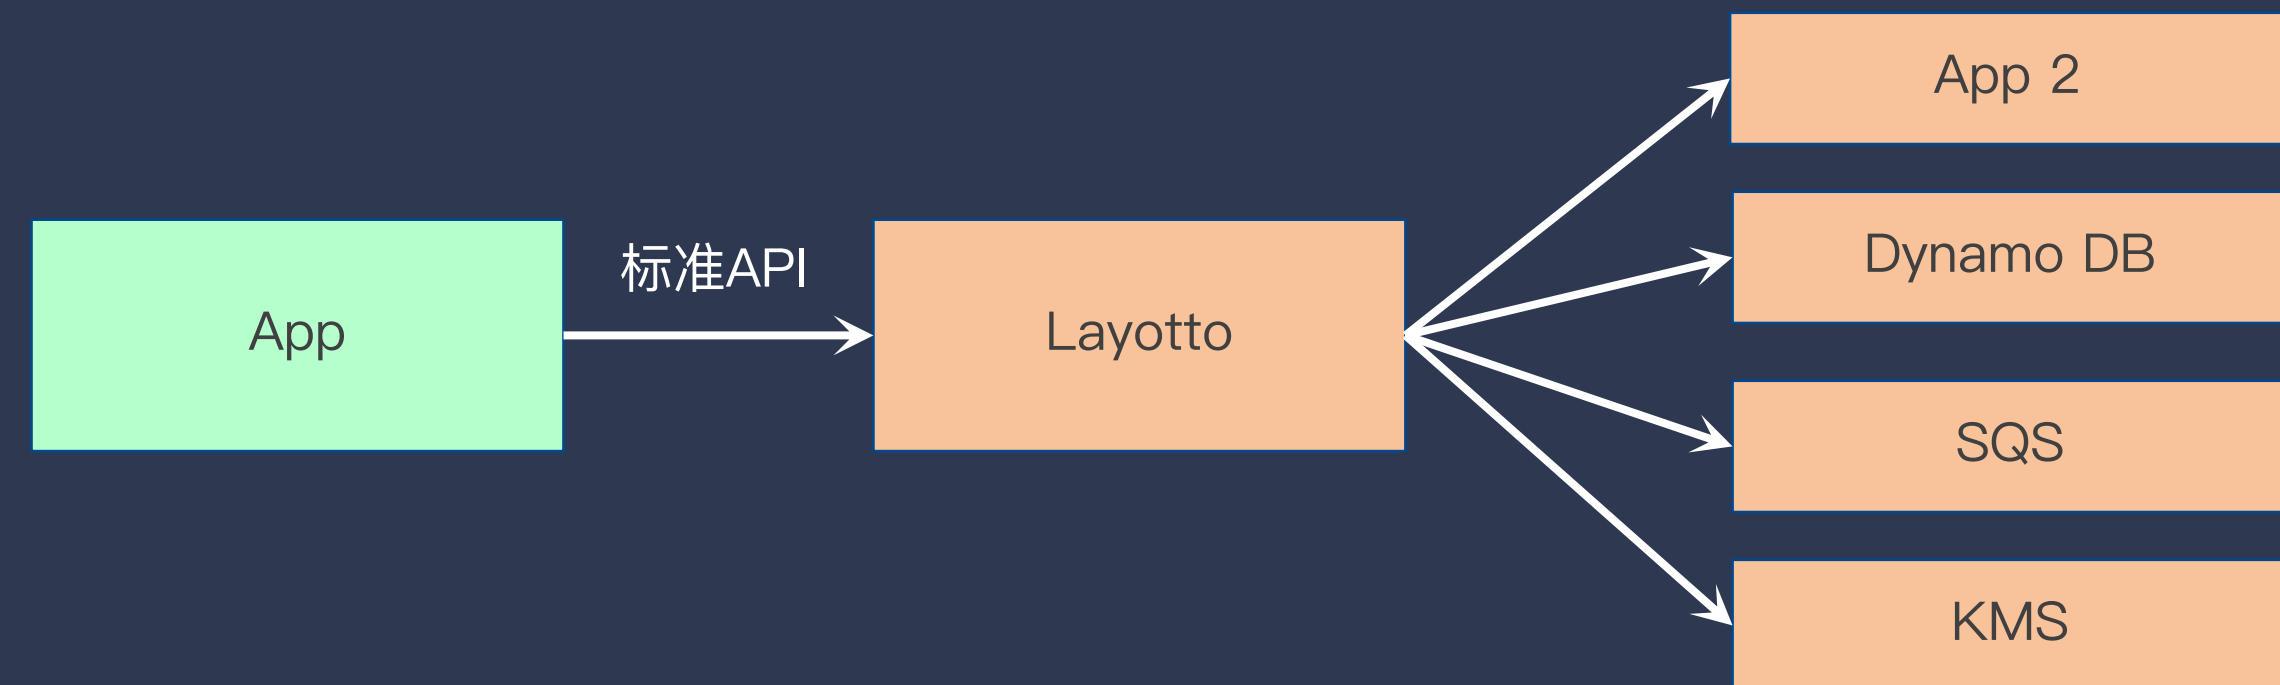 App
标准API
Layotto
App 2
Dynamo DB
SQS
KMS